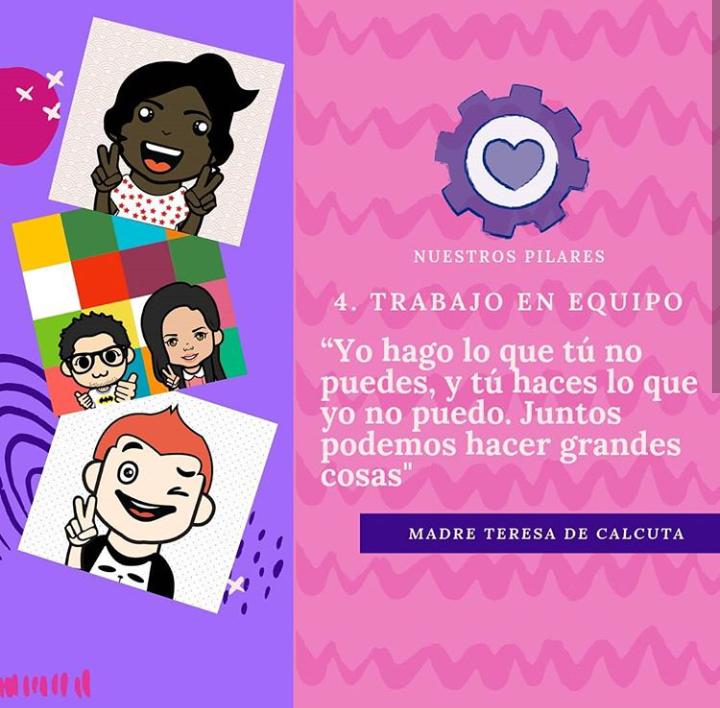 NUESTROS PILARES
4. TRABAJO EN EQUIPO
“Yo hago lo que tú no
puedes, y tú haces lo que
yo no puedo. Juntos
podemos hacer grandes
cosas"
MADRE TERESA DE CALCUTA